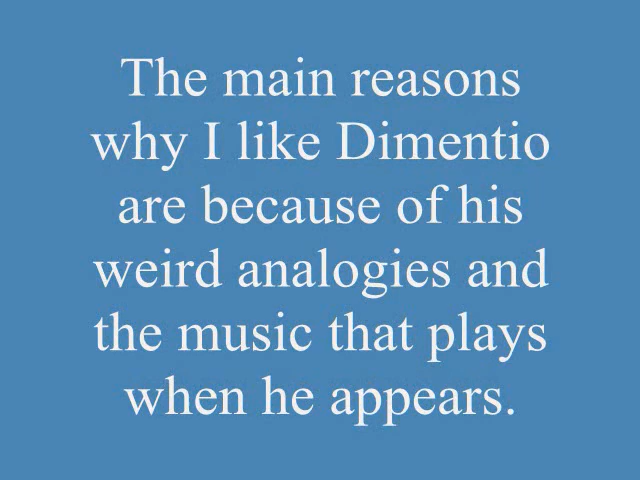 The main reasons
why I like Dimentio
are because of his
weird analogies and
the music that plays
when he appears.